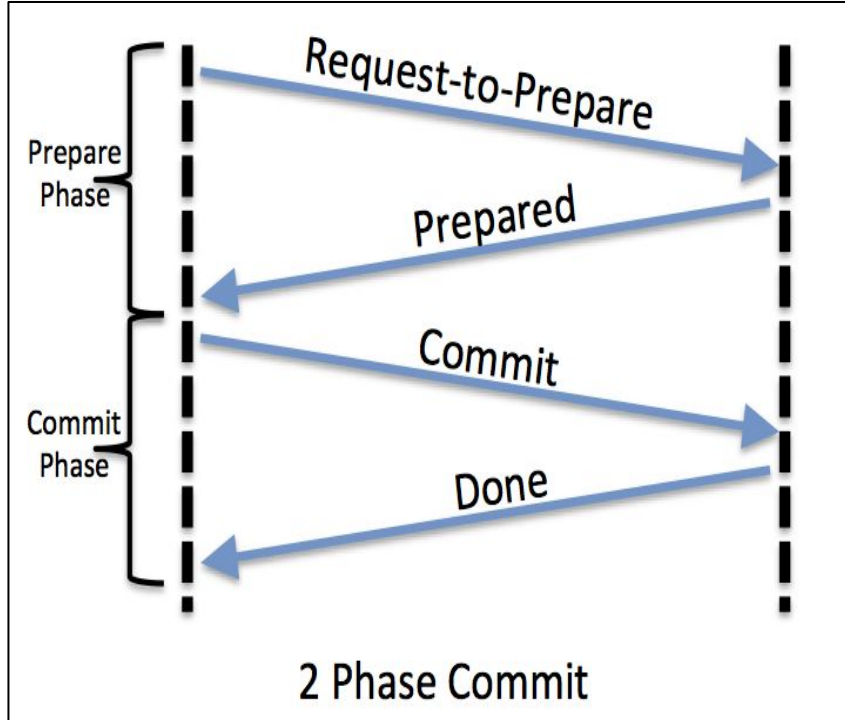 Request-to-Prepare
Prepare
Phase
Prepared
Commit
Commit
Phase
Done
2 Phase Commit